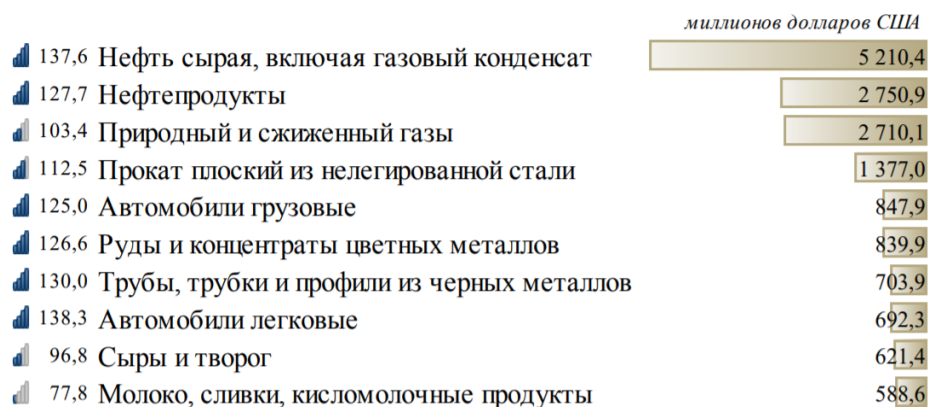 миллионов долларов США
137,6 Нефть сырая, включая газовый конденсат 5 210,4
127,7 Нефтепродукты 2 750,9
103,4 Природный и сжиженный газы 2 710,1
112,5 Прокат плоский из нелегированной стали 1 377,0
125,0 Автомобили грузовые 847,9
126,6 Руды и концентраты цветных металлов 839,9
130,0 Трубы, трубки и профили из черных металлов 703,9
138,3 Автомобили легковые 692,3
96,8 Сыры и творог 621,4
77,8 Молоко, сливки, кисломолочные продукты 588,6